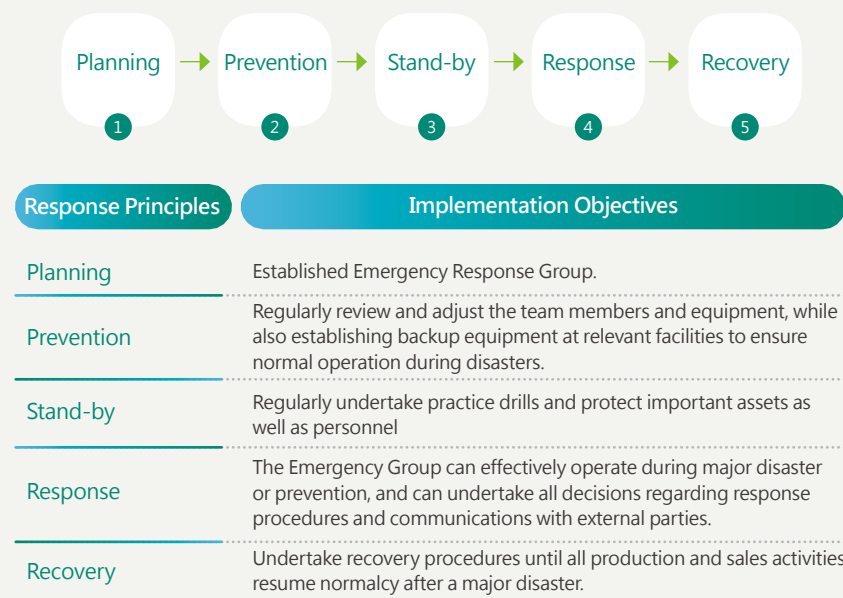 Planning Prevention Stand-by Response Recovery
1 2 3 4 5
Response Principles Implementation Objectives
Planning Established Emergency Response Group.
Prevention
Regularly review and adjust the team members and equipment, while
also establishing backup equipment at relevant facilities to ensure
normal operation during disasters.
Stand-by
Regularly undertake practice drills and protect important assets as
well as personnel
Response
The Emergency Group can effectively operate during major disaster
or prevention, and can undertake all decisions regarding response
procedures and communications with external parties.
Recovery
Undertake recovery procedures until all production and sales activities
resume normalcy after a major disaster.